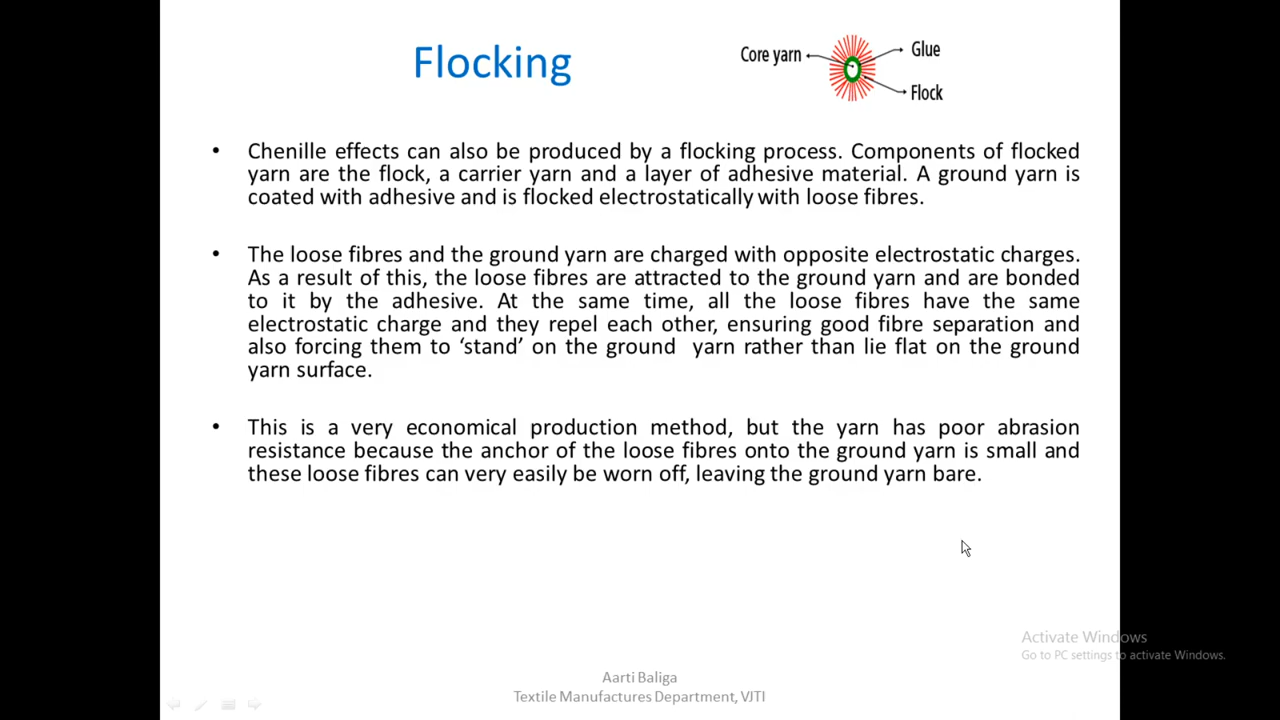 Flocking
Core yarn
Glue
Flock
• Chenille effects can also be produced by a flocking process. Components of flocked
yarn are the flock, a carrier yarn and a layer of adhesive material. A ground yarn is
coated with adhesive and is flocked electrostatically with loose fibres.
• The loose fibres and the ground yarn are charged with opposite electrostatic charges.
As a result of this, the loose fibres are attracted to the ground yarn and are bonded
to it by the adhesive. At the same time, all the loose fibres have the same
electrostatic charge and they repel each other, ensuring good fibre separation and
also forcing them to ‘stand’ on the ground yarn rather than lie flat on the ground
yarn surface.
• This is a very economical production method, but the yarn has poor abrasion
resistance because the anchor of the loose fibres onto the ground yarn is small and
these loose fibres can very easily be worn off, leaving the ground yarn bare.
Activate Windows
Go to PC settings to activate Windows.
Aarti Baliga
Textile Manufactures Department, VJTI